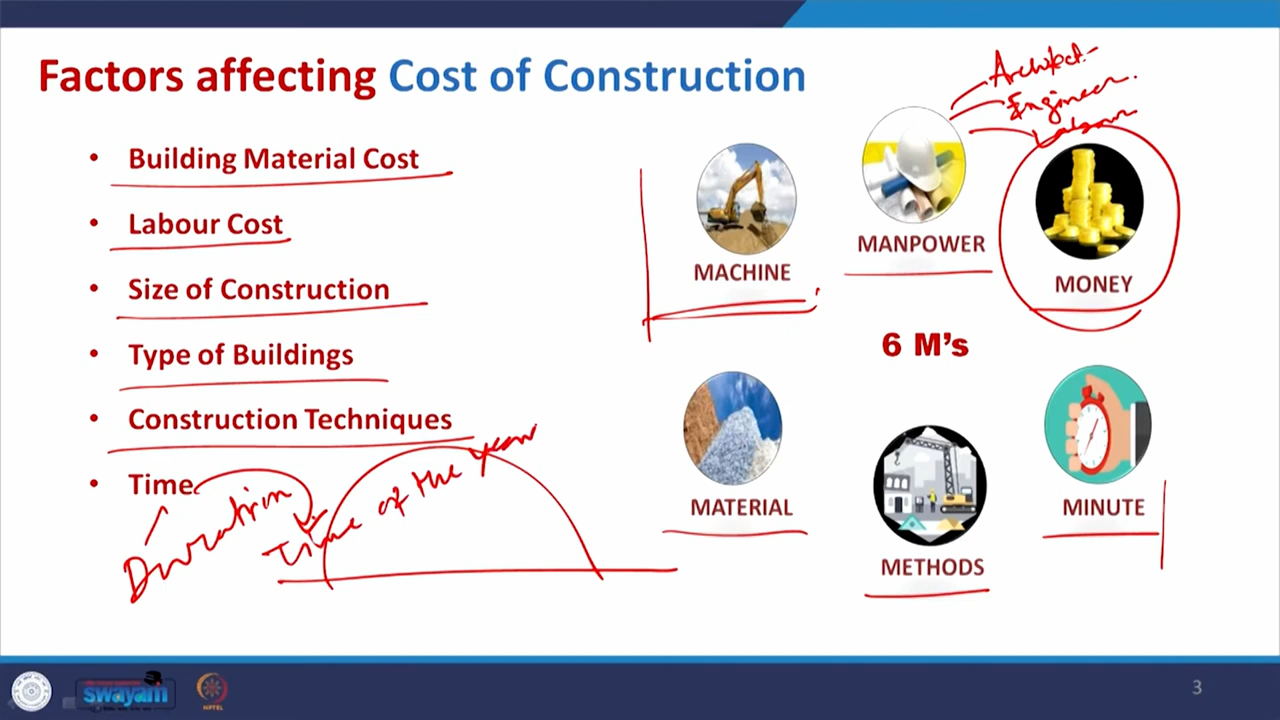 Factors affecting Cost of Construction
• Building Material Cost
• Labour Cost
• Size of Construction
• Type of Buildings
• Construction Techniques
• Time
Duration
Time of the year
Architect
Engineer
Labour
MACHINE
MANPOWER
MONEY
6 M's
MATERIAL
METHODS
MINUTE
swayam
NPTEL
3